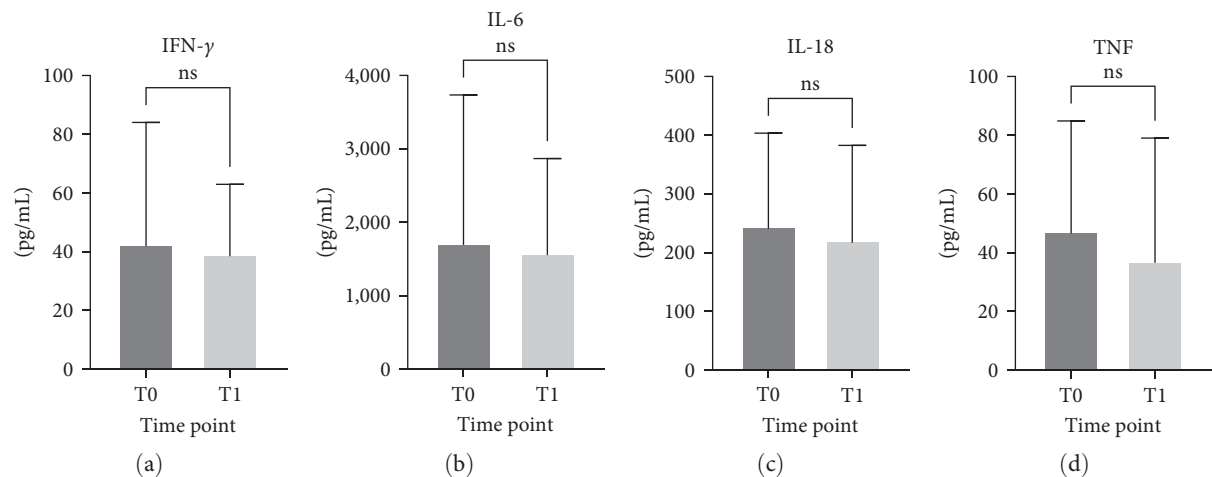 IFN-γ
ns
100
80
60
40
20
0
(pg/mL)
T0 T1
Time point
(a)
IL-6
ns
4,000
3,000
2,000
1,000
0
(pg/mL)
T0 T1
Time point
(b)
IL-18
ns
500
400
300
200
100
0
(pg/mL)
T0 T1
Time point
(c)
TNF
ns
100
80
60
40
20
0
(pg/mL)
T0 T1
Time point
(d)